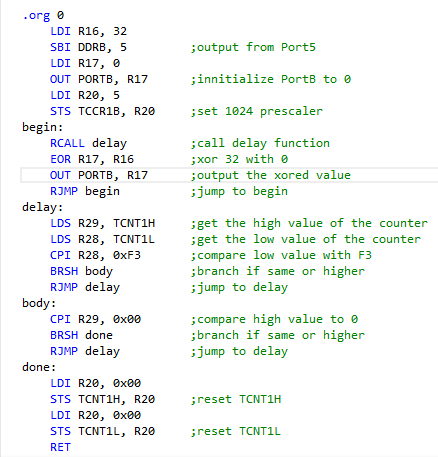 .org 0
LDI R16, 32
SBI DDRB, 5 ;output from Port5
LDI R17, 0
OUT PORTB, R17 ;innitialize PortB to 0
LDI R20, 5
STS TCCR1B, R20 ;set 1024 prescaler
begin:
RCALL delay ;call delay function
EOR R17, R16 ;xor 32 with 0
OUT PORTB, R17 ;output the xored value
RJMP begin ;jump to begin
delay:
LDS R29, TCNT1H ;get the high value of the counter
LDS R28, TCNT1L ;get the low value of the counter
CPI R28, 0xF3 ;compare low value with F3
BRSH body ;branch if same or higher
RJMP delay ;jump to delay
body:
CPI R29, 0x00 ;compare high value to 0
BRSH done ;branch if same or higher
RJMP delay ;jump to delay
done:
LDI R20, 0x00
STS TCNT1H, R20 ;reset TCNT1H
LDI R20, 0x00
STS TCNT1L, R20 ;reset TCNT1L
RET